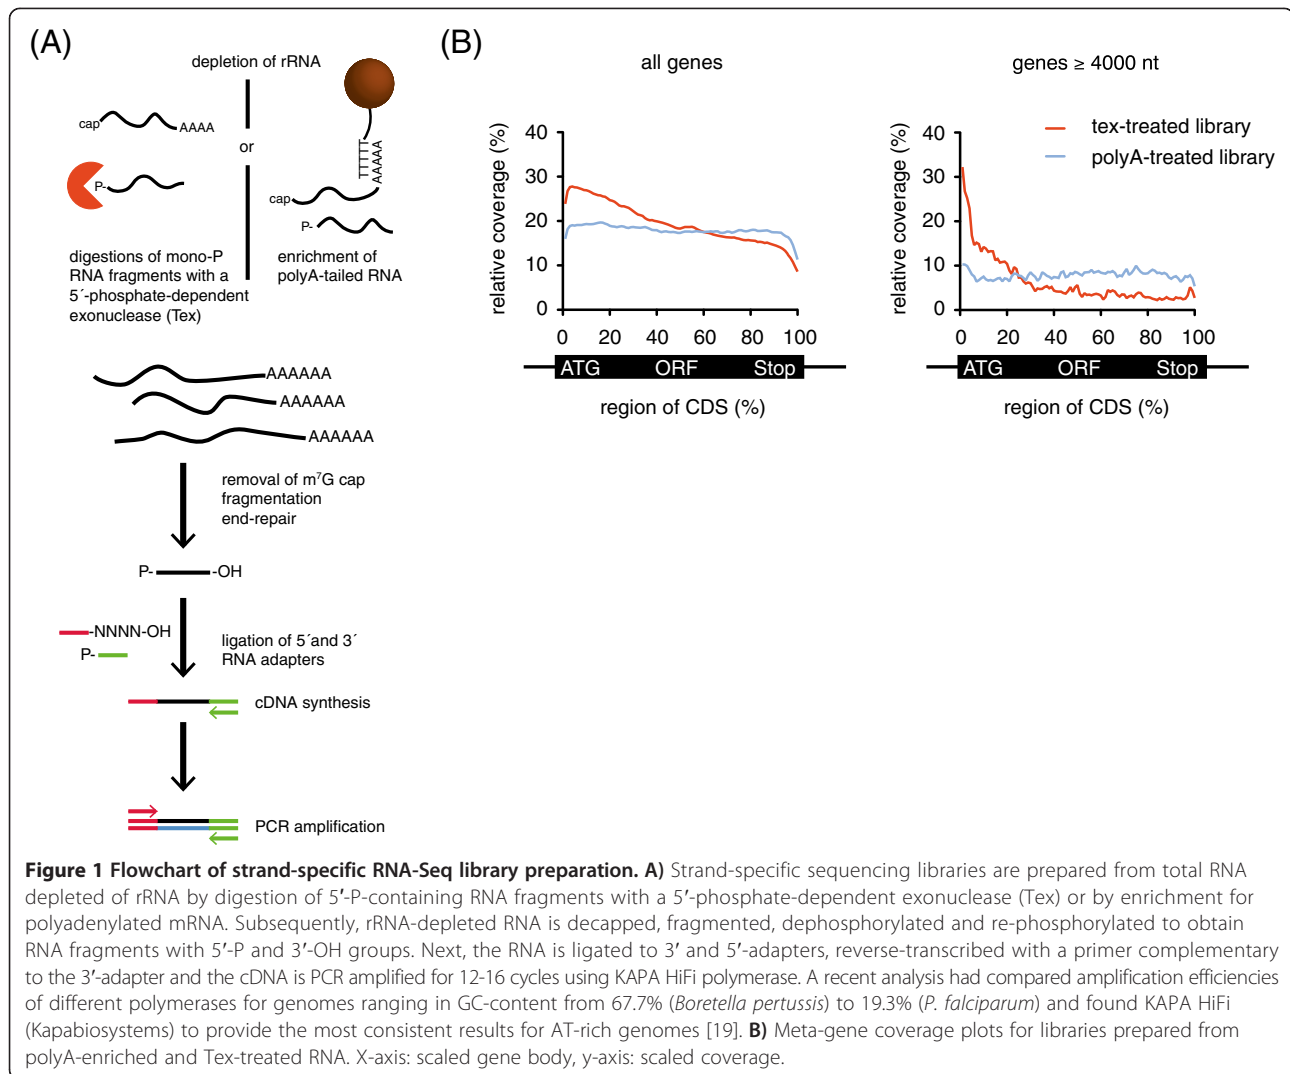 (A)
depletion of rRNA
cap
AAAA
or
P-
TTTTT
AAAAA
cap
P-
digestions of mono-P
RNA fragments with a
5´-phosphate-dependent
exonuclease (Tex)
enrichment of
polyA-tailed RNA
AAAAAA
AAAAAA
AAAAAA
removal of m⁷G cap
fragmentation
end-repair
P-
-OH
-NNNN-OH
P-
ligation of 5´and 3´
RNA adapters
cDNA synthesis
PCR amplification
(B)
all genes
relative coverage (%)
40
30
20
10
0
0 20 40 60 80 100
ATG ORF Stop
region of CDS (%)
genes ≥ 4000 nt
tex-treated library
polyA-treated library
relative coverage (%)
40
30
20
10
0
0 20 40 60 80 100
ATG ORF Stop
region of CDS (%)
Figure 1 Flowchart of strand-specific RNA-Seq library preparation. A) Strand-specific sequencing libraries are prepared from total RNA
depleted of rRNA by digestion of 5′-P-containing RNA fragments with a 5′-phosphate-dependent exonuclease (Tex) or by enrichment for
polyadenylated mRNA. Subsequently, rRNA-depleted RNA is decapped, fragmented, dephosphorylated and re-phosphorylated to obtain
RNA fragments with 5′-P and 3′-OH groups. Next, the RNA is ligated to 3′ and 5′-adapters, reverse-transcribed with a primer complementary
to the 3′-adapter and the cDNA is PCR amplified for 12-16 cycles using KAPA HiFi polymerase. A recent analysis had compared amplification efficiencies
of different polymerases for genomes ranging in GC-content from 67.7% (Boretella pertussis) to 19.3% (P. falciparum) and found KAPA HiFi
(Kapabiosystems) to provide the most consistent results for AT-rich genomes [19]. B) Meta-gene coverage plots for libraries prepared from
polyA-enriched and Tex-treated RNA. X-axis: scaled gene body, y-axis: scaled coverage.